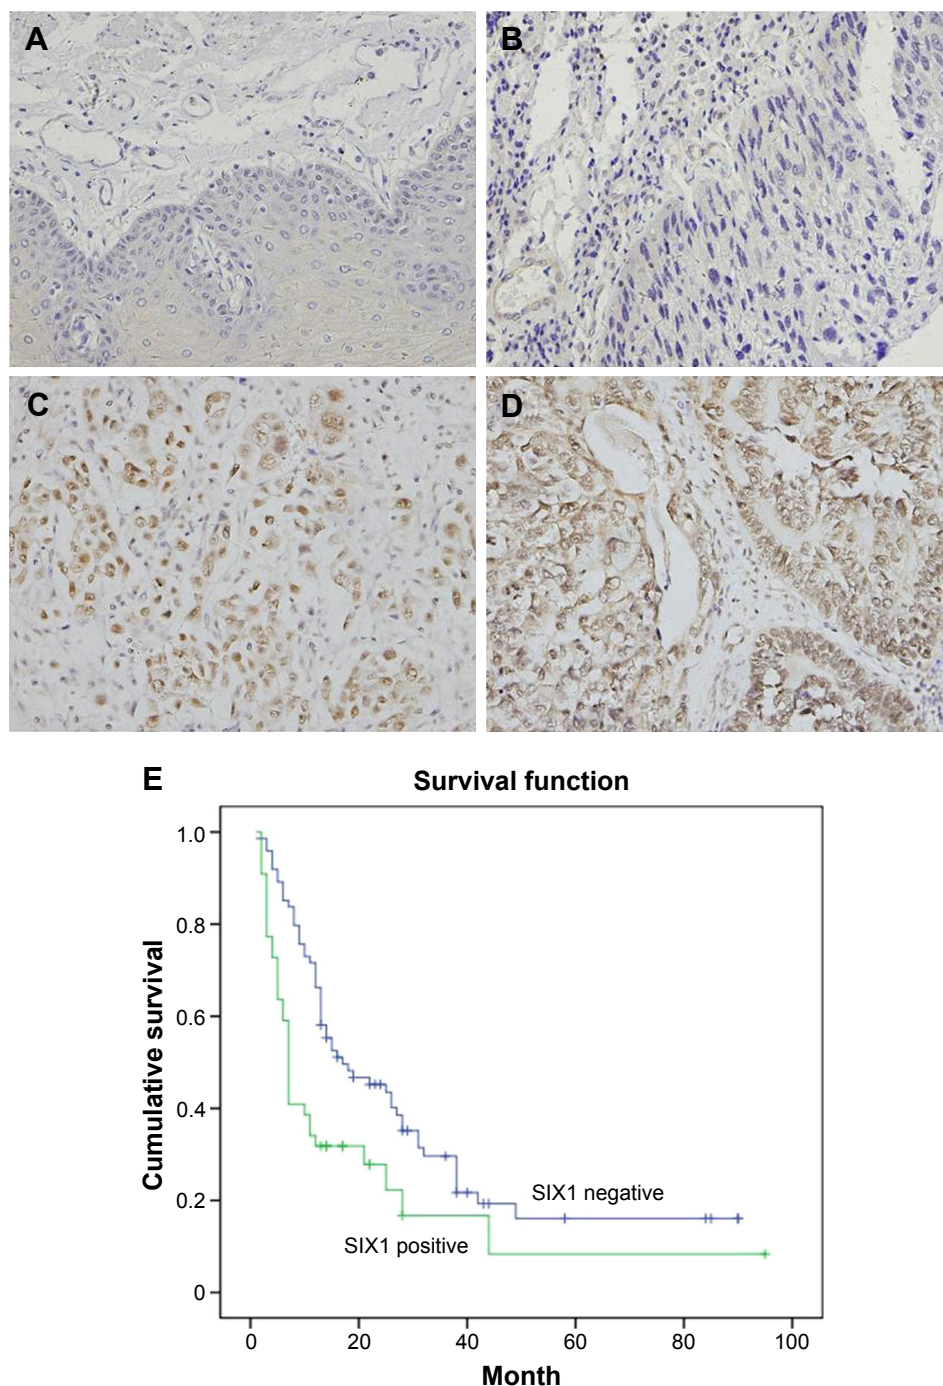 A
B
C
D
E
Survival function
1.0
0.8
0.6
0.4
0.2
0
Cumulative survival
SIX1 negative
SIX1 positive
0 20 40 60 80 100
Month